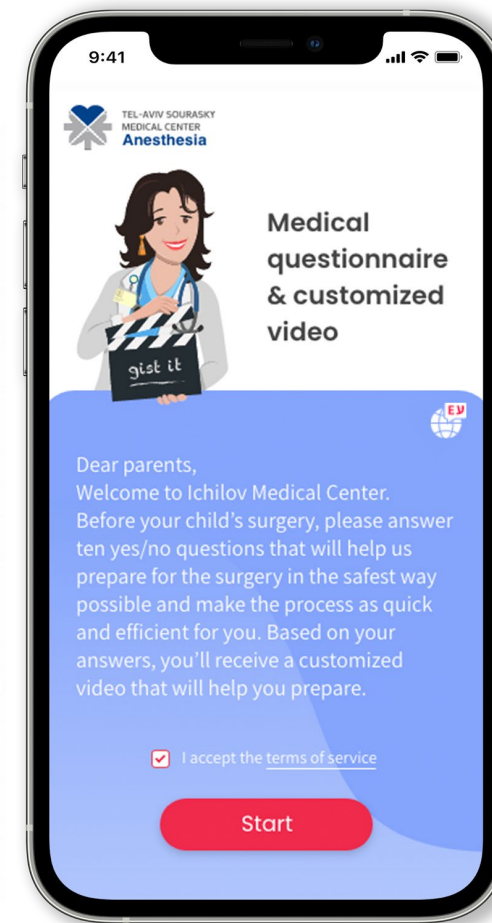 9:41
TEL-AVIV SOURASKY
MEDICAL CENTER
Anesthesia
Medical
questionnaire
& customized
video
gist it
Eע
Dear parents,
Welcome to Ichilov Medical Center.
Before your child's surgery, please answer
ten yes/no questions that will help us
prepare for the surgery in the safest way
possible and make the process as quick
and efficient for you. Based on your
answers, you'll receive a customized
video that will help you prepare.
I accept the terms of service
Start